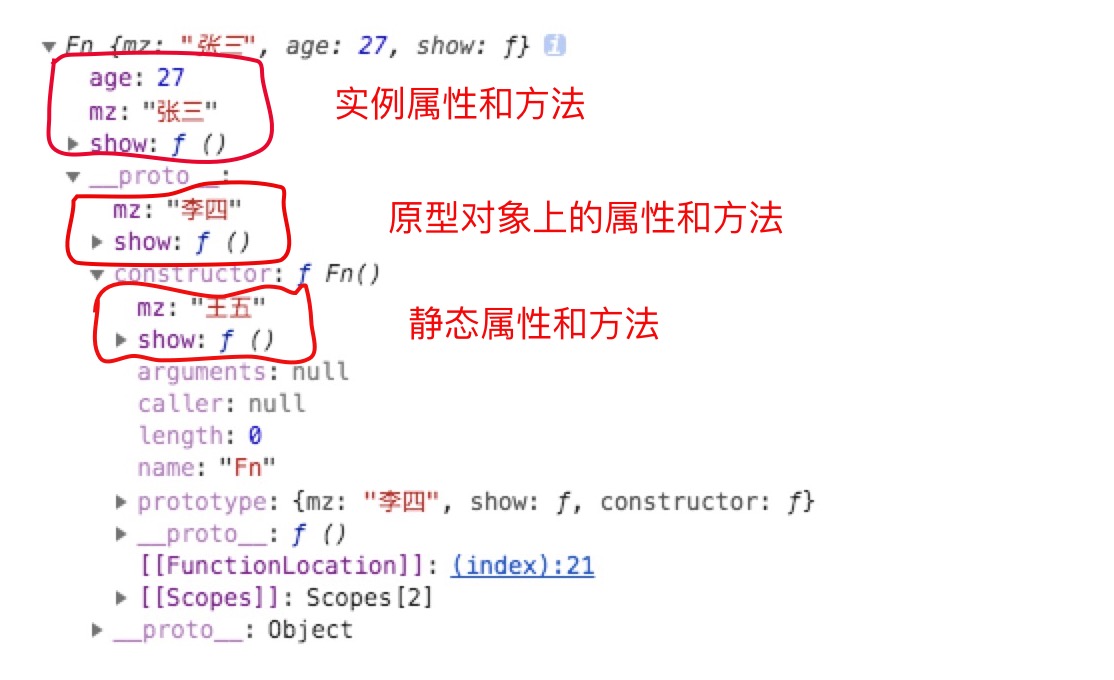 ▼ Fn {mz: "张三", age: 27, show: ƒ} i
age: 27
mz: "张三"
实例属性和方法
▶ show: ƒ ()
▼ __proto__:
mz: "李四"
原型对象上的属性和方法
▶ show: ƒ ()
▼ constructor: ƒ Fn()
mz: "王五"
静态属性和方法
▶ show: ƒ ()
arguments: null
caller: null
length: 0
name: "Fn"
▶ prototype: {mz: "李四", show: ƒ, constructor: ƒ}
▶ __proto__: ƒ ()
[[FunctionLocation]]: (index):21
▶ [[Scopes]]: Scopes[2]
▶ __proto__: Object